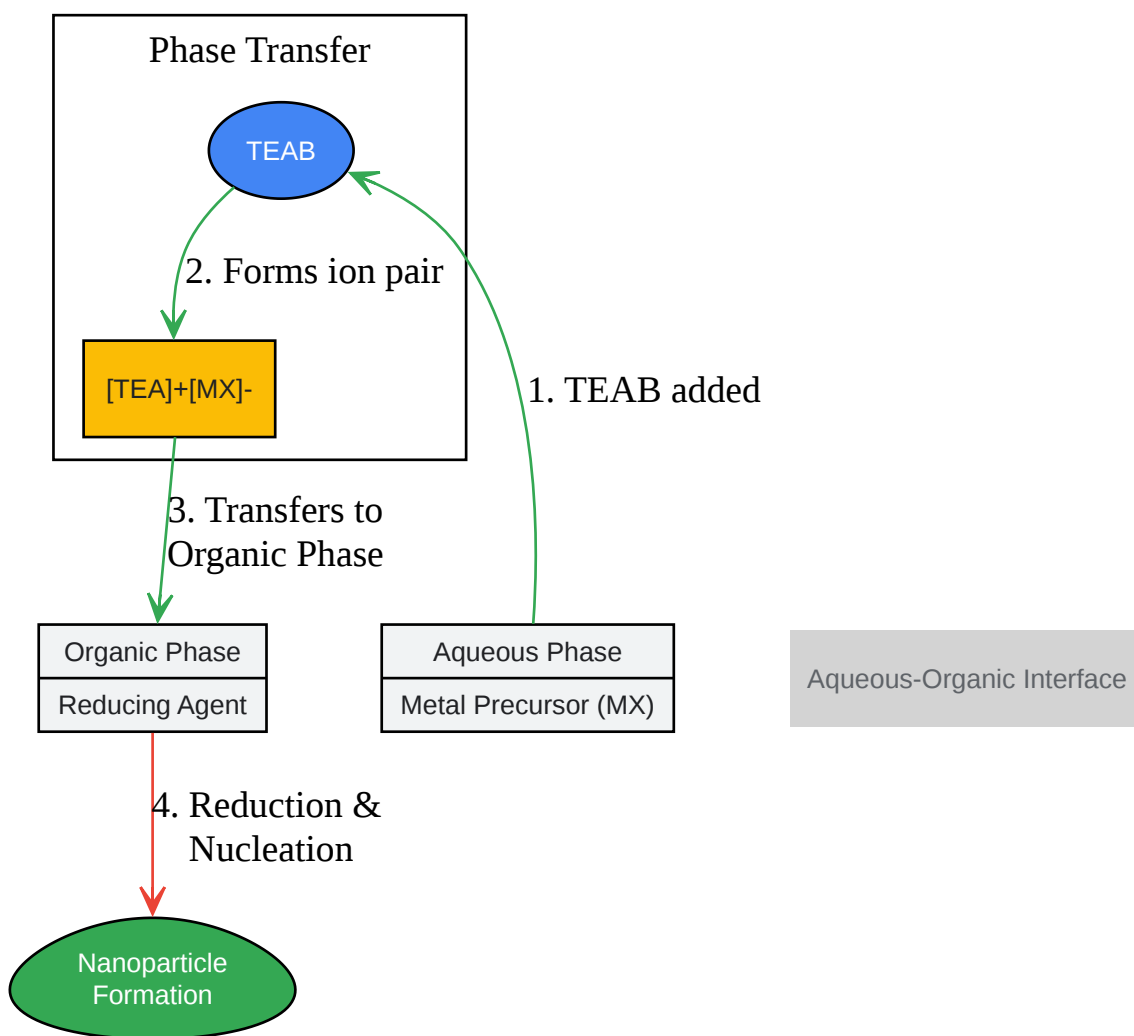 Phase Transfer
TEAB
2. Forms ion pair
[TEA]+[MX]-
1. TEAB added
3. Transfers to
Organic Phase
Organic Phase
Reducing Agent
Aqueous Phase
Metal Precursor (MX)
Aqueous-Organic Interface
4. Reduction &
Nucleation
Nanoparticle
Formation